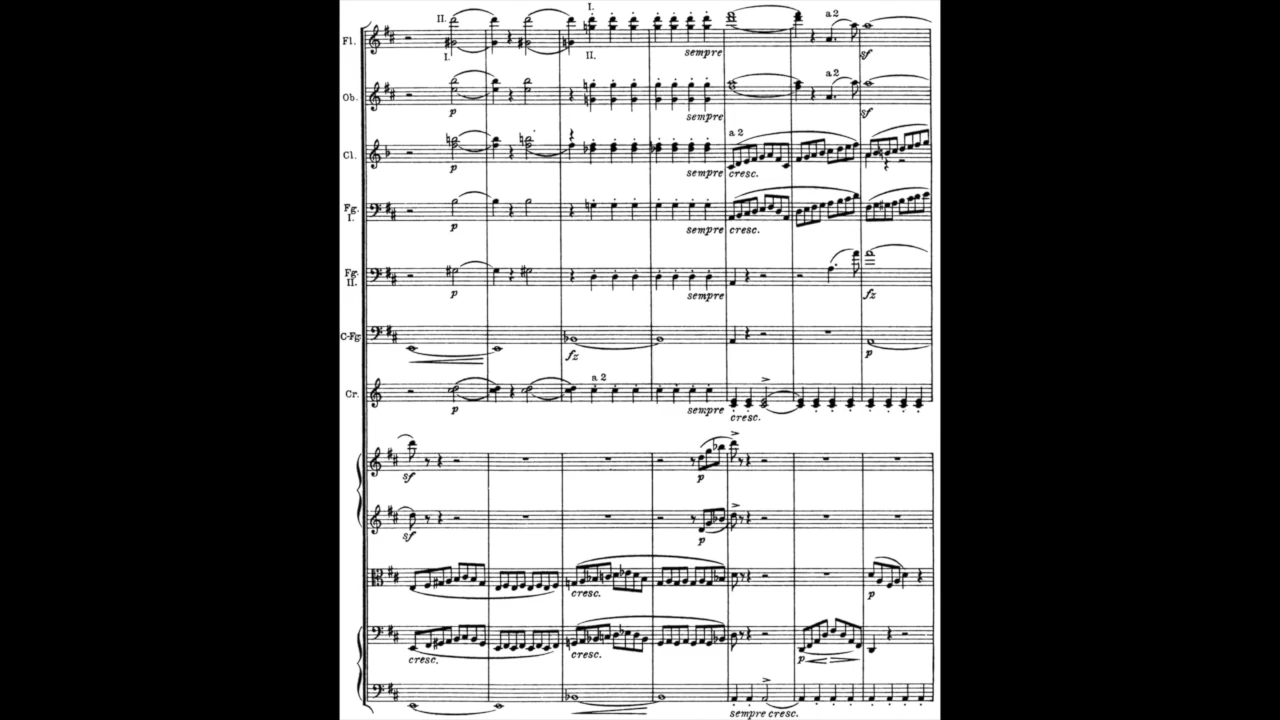 II. I.
Fl. a 2
I. II. sempre sf
a 2
Ob.
p sempre sf
a 2
Cl.
p sempre cresc.
Fg. I.
p sempre cresc.
Fg. II.
p sempre fz
C-Fg.
fz p
a 2
Cr.
p sempre cresc.
sf p
sf p
cresc. p
cresc. cresc. p
sempre cresc.